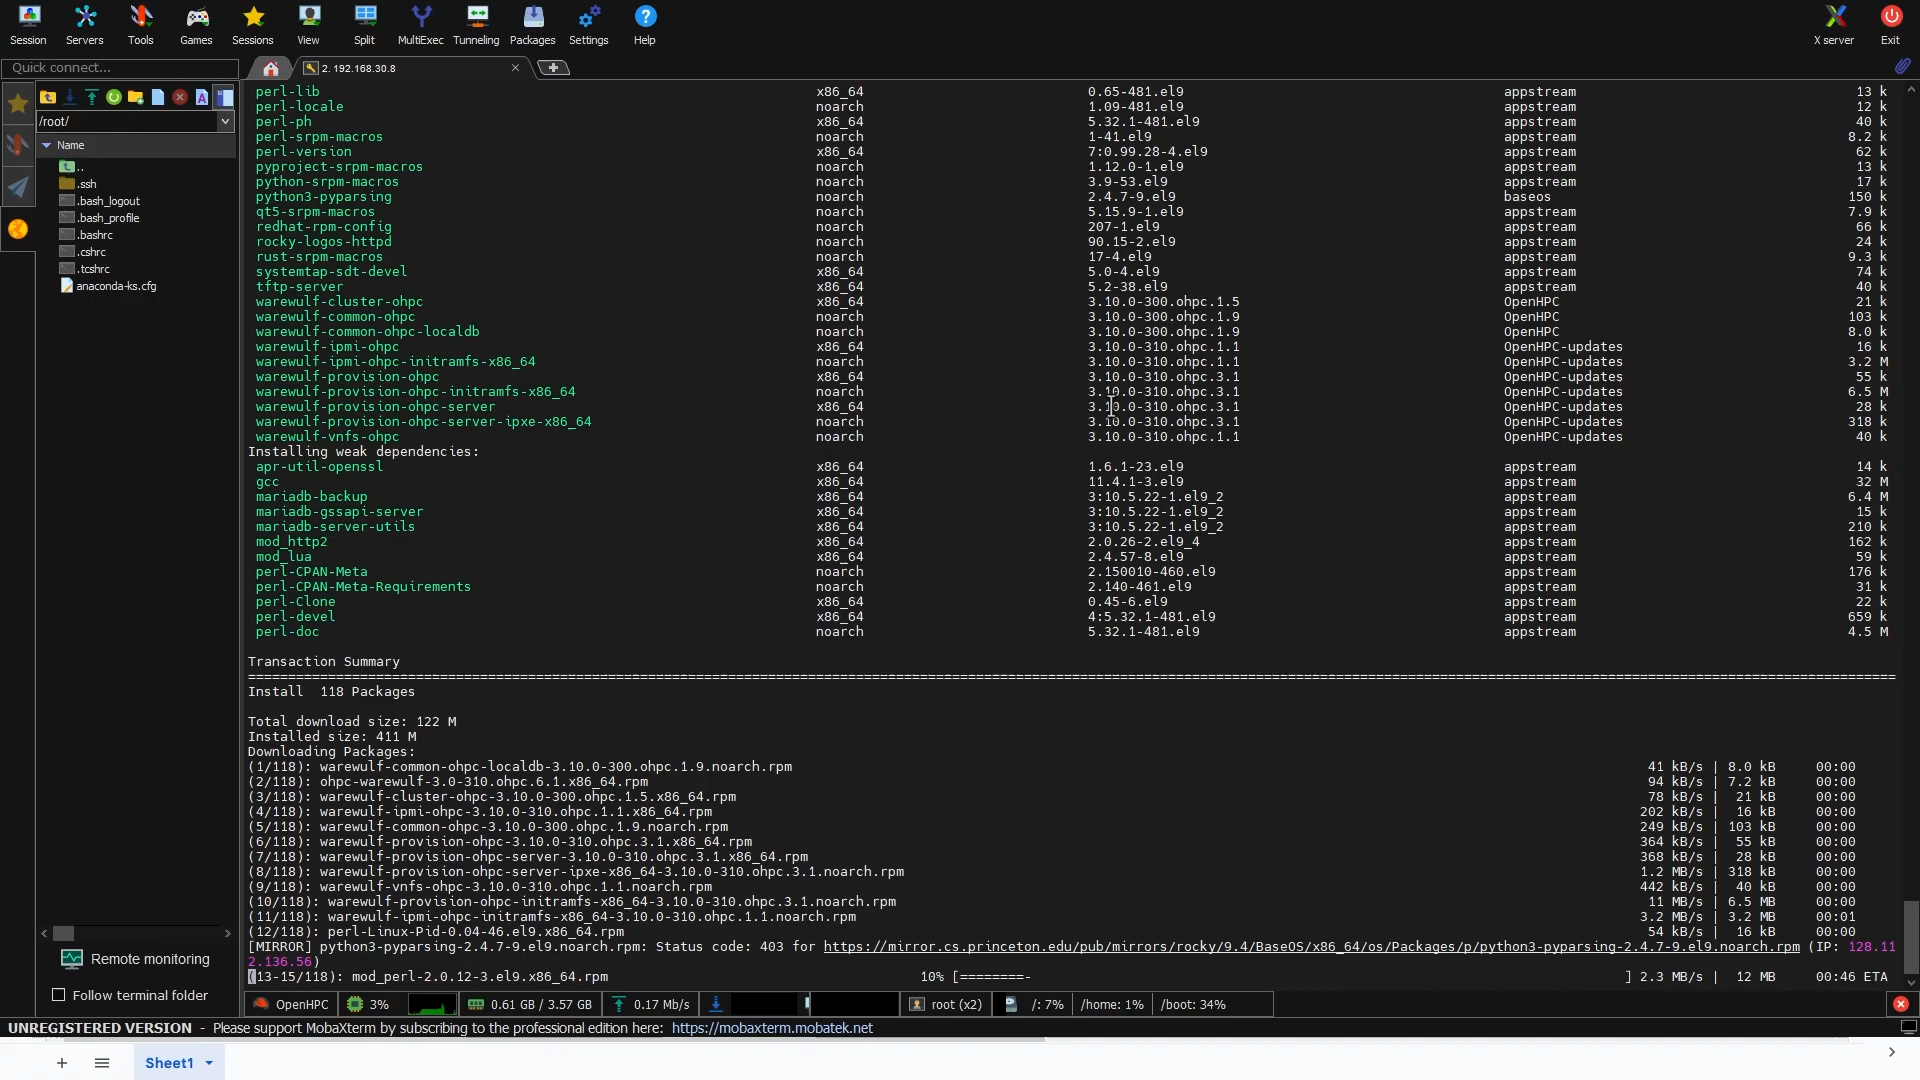 Session Servers Tools Games Sessions View Split MultiExec Tunneling Packages Settings Help X server Exit
Quick connect...
2. 192.168.30.8
/root/
Name
..
.ssh
.bash_logout
.bash_profile
.bashrc
.cshrc
.tcshrc
anaconda-ks.cfg
Remote monitoring
Follow terminal folder
perl-lib x86_64 0.65-481.el9 appstream 13 k
perl-locale noarch 1.09-481.el9 appstream 12 k
perl-ph x86_64 5.32.1-481.el9 appstream 40 k
perl-srpm-macros noarch 1-41.el9 appstream 8.2 k
perl-version x86_64 7:0.99.28-4.el9 appstream 62 k
pyproject-srpm-macros noarch 1.12.0-1.el9 appstream 13 k
python-srpm-macros noarch 3.9-53.el9 appstream 17 k
python3-pyparsing noarch 2.4.7-9.el9 baseos 150 k
qt5-srpm-macros noarch 5.15.9-1.el9 appstream 7.9 k
redhat-rpm-config noarch 207-1.el9 appstream 66 k
rocky-logos-httpd noarch 90.15-2.el9 appstream 24 k
rust-srpm-macros noarch 17-4.el9 appstream 9.3 k
systemtap-sdt-devel x86_64 5.0-4.el9 appstream 74 k
tftp-server x86_64 5.2-38.el9 appstream 40 k
warewulf-cluster-ohpc x86_64 3.10.0-300.ohpc.1.5 OpenHPC 21 k
warewulf-common-ohpc noarch 3.10.0-300.ohpc.1.9 OpenHPC 103 k
warewulf-common-ohpc-localdb noarch 3.10.0-300.ohpc.1.9 OpenHPC 8.0 k
warewulf-ipmi-ohpc x86_64 3.10.0-310.ohpc.1.1 OpenHPC-updates 16 k
warewulf-ipmi-ohpc-initramfs-x86_64 noarch 3.10.0-310.ohpc.1.1 OpenHPC-updates 3.2 M
warewulf-provision-ohpc x86_64 3.10.0-310.ohpc.3.1 OpenHPC-updates 55 k
warewulf-provision-ohpc-initramfs-x86_64 noarch 3.10.0-310.ohpc.3.1 OpenHPC-updates 6.5 M
warewulf-provision-ohpc-server x86_64 3.10.0-310.ohpc.3.1 OpenHPC-updates 28 k
warewulf-provision-ohpc-server-ipxe-x86_64 noarch 3.10.0-310.ohpc.3.1 OpenHPC-updates 318 k
warewulf-vnfs-ohpc noarch 3.10.0-310.ohpc.1.1 OpenHPC-updates 40 k
Installing weak dependencies:
apr-util-openssl x86_64 1.6.1-23.el9 appstream 14 k
gcc x86_64 11.4.1-3.el9 appstream 32 M
mariadb-backup x86_64 3:10.5.22-1.el9_2 appstream 6.4 M
mariadb-gssapi-server x86_64 3:10.5.22-1.el9_2 appstream 15 k
mariadb-server-utils x86_64 3:10.5.22-1.el9_2 appstream 210 k
mod_http2 x86_64 2.0.26-2.el9_4 appstream 162 k
mod_lua x86_64 2.4.57-8.el9 appstream 59 k
perl-CPAN-Meta noarch 2.150010-460.el9 appstream 176 k
perl-CPAN-Meta-Requirements noarch 2.140-461.el9 appstream 31 k
perl-Clone x86_64 0.45-6.el9 appstream 22 k
perl-devel x86_64 4:5.32.1-481.el9 appstream 659 k
perl-doc noarch 5.32.1-481.el9 appstream 4.5 M
Transaction Summary
================================================================================
Install 118 Packages
Total download size: 122 M
Installed size: 411 M
Downloading Packages:
(1/118): warewulf-common-ohpc-localdb-3.10.0-300.ohpc.1.9.noarch.rpm 41 kB/s | 8.0 kB 00:00
(2/118): ohpc-warewulf-3.0-310.ohpc.6.1.x86_64.rpm 94 kB/s | 7.2 kB 00:00
(3/118): warewulf-cluster-ohpc-3.10.0-300.ohpc.1.5.x86_64.rpm 78 kB/s | 21 kB 00:00
(4/118): warewulf-ipmi-ohpc-3.10.0-310.ohpc.1.1.x86_64.rpm 202 kB/s | 16 kB 00:00
(5/118): warewulf-common-ohpc-3.10.0-300.ohpc.1.9.noarch.rpm 249 kB/s | 103 kB 00:00
(6/118): warewulf-provision-ohpc-3.10.0-310.ohpc.3.1.x86_64.rpm 364 kB/s | 55 kB 00:00
(7/118): warewulf-provision-ohpc-server-3.10.0-310.ohpc.3.1.x86_64.rpm 368 kB/s | 28 kB 00:00
(8/118): warewulf-provision-ohpc-server-ipxe-x86_64-3.10.0-310.ohpc.3.1.noarch.rpm 1.2 MB/s | 318 kB 00:00
(9/118): warewulf-vnfs-ohpc-3.10.0-310.ohpc.1.1.noarch.rpm 442 kB/s | 40 kB 00:00
(10/118): warewulf-provision-ohpc-initramfs-x86_64-3.10.0-310.ohpc.3.1.noarch.rpm 11 MB/s | 6.5 MB 00:00
(11/118): warewulf-ipmi-ohpc-initramfs-x86_64-3.10.0-310.ohpc.1.1.noarch.rpm 3.2 MB/s | 3.2 MB 00:01
(12/118): perl-Linux-Pid-0.04-46.el9.x86_64.rpm 54 kB/s | 16 kB 00:00
[MIRROR] python3-pyparsing-2.4.7-9.el9.noarch.rpm: Status code: 403 for https://mirror.cs.princeton.edu/pub/mirrors/rocky/9.4/BaseOS/x86_64/os/Packages/p/python3-pyparsing-2.4.7-9.el9.noarch.rpm (IP: 128.11
2.136.56)
(13-15/118): mod_perl-2.0.12-3.el9.x86_64.rpm 10% [========- ] 2.3 MB/s | 12 MB 00:46 ETA
OpenHPC 3% 0.61 GB / 3.57 GB 0.17 Mb/s root (x2) /: 7% /home: 1% /boot: 34%
UNREGISTERED VERSION - Please support MobaXterm by subscribing to the professional edition here: https://mobaxterm.mobatek.net
Sheet1